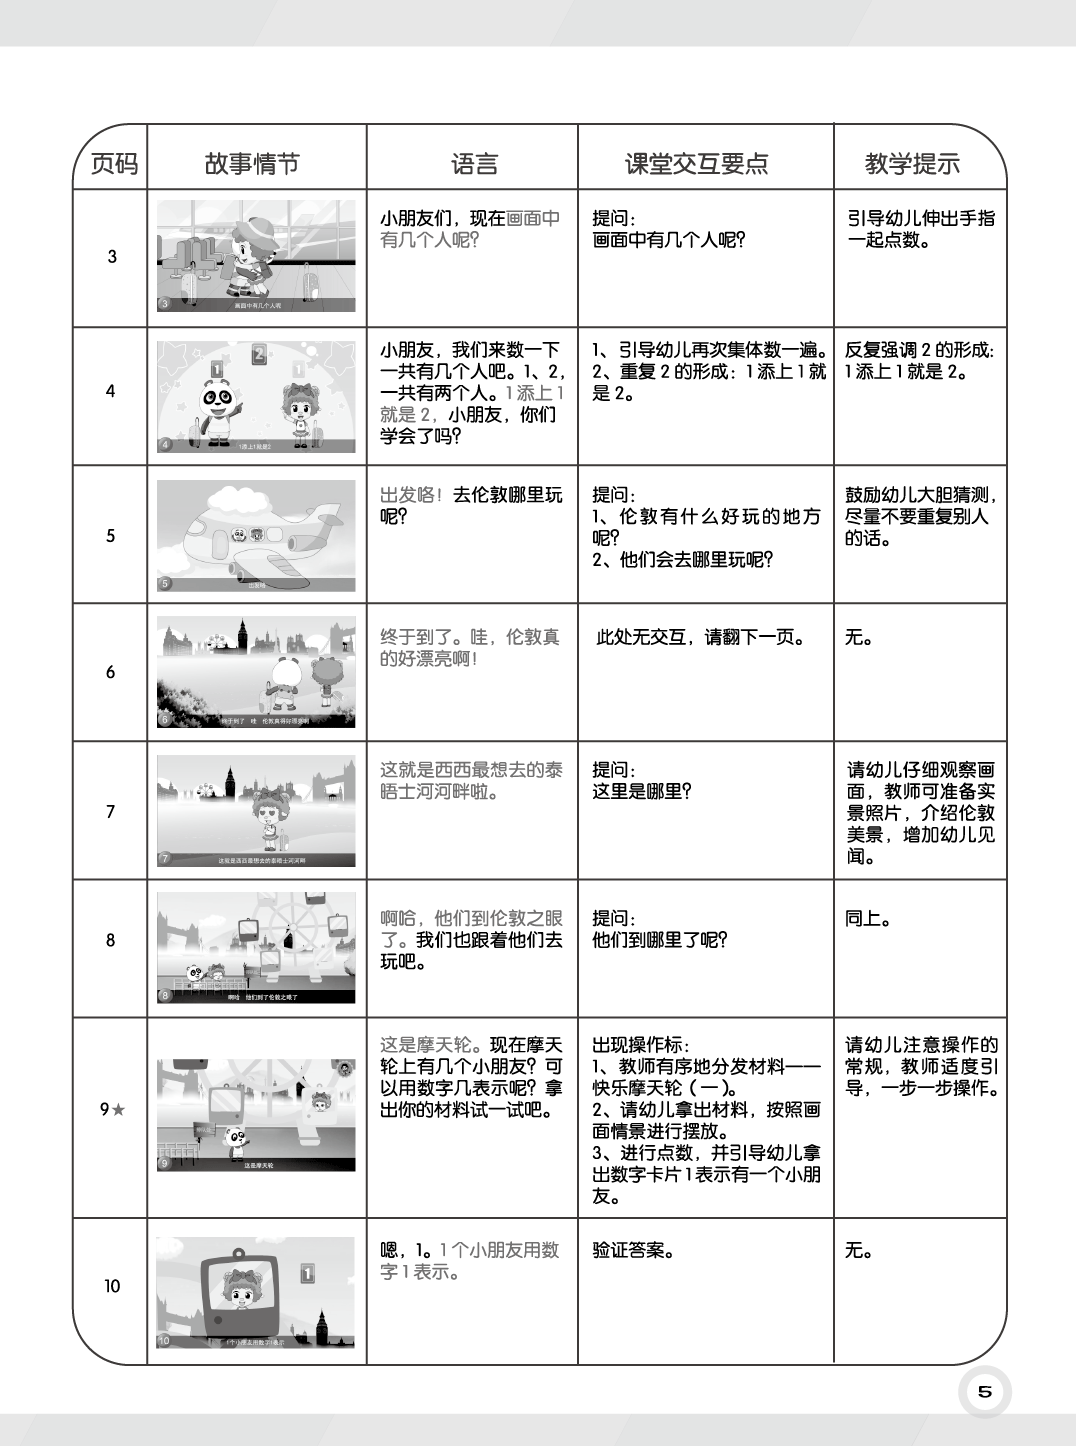 页码 故事情节 语言 课堂交互要点 教学提示
3
3
画面中有几个人呢
小朋友们，现在画面中
有几个人呢？
提问：
画面中有几个人呢？
引导幼儿伸出手指
一起点数。
4
1
2
1
4
1添上1就是2
小朋友，我们来数一下
一共有几个人吧。1、2，
一共有两个人。1添上1
就是 2，小朋友，你们
学会了吗？
1、 引导幼儿再次集体数一遍。
2、重复 2 的形成：1添上1就
是 2。
反复强调 2 的形成：
1添上1就是 2。
5
5
出发咯
出发咯！去伦敦哪里玩
呢？
提问：
1、伦敦有什么好玩的地方
呢？
2、他们会去哪里玩呢？
鼓励幼儿大胆猜测，
尽量不要重复别人
的话。
6
6
终于到了 哇 伦敦真得好漂亮啊
终于到了。哇，伦敦真
的好漂亮啊！
此处无交互，请翻下一页。
无。
7
7
这就是西西最想去的泰晤士河河畔
这就是西西最想去的泰
晤士河河畔啦。
提问：
这里是哪里？
请幼儿仔细观察画
面，教师可准备实
景照片，介绍伦敦
美景，增加幼儿见
闻。
8
8
啊哈 他们到了伦敦之眼了
啊哈，他们到伦敦之眼
了。我们也跟着他们去
玩吧。
提问：
他们到哪里了呢？
同上。
9★
9
这是摩天轮
这是摩天轮。现在摩天
轮上有几个小朋友？可
以用数字几表示呢？拿
出你的材料试一试吧。
出现操作标：
1、教师有序地分发材料——
快乐摩天轮（一）。
2、请幼儿拿出材料，按照画
面情景进行摆放。
3、进行点数，并引导幼儿拿
出数字卡片1表示有一个小朋
友。
请幼儿注意操作的
常规，教师适度引
导，一步一步操作。
10
1
10
1个小朋友用数字1表示
嗯，1。1个小朋友用数
字1表示。
验证答案。
无。
5